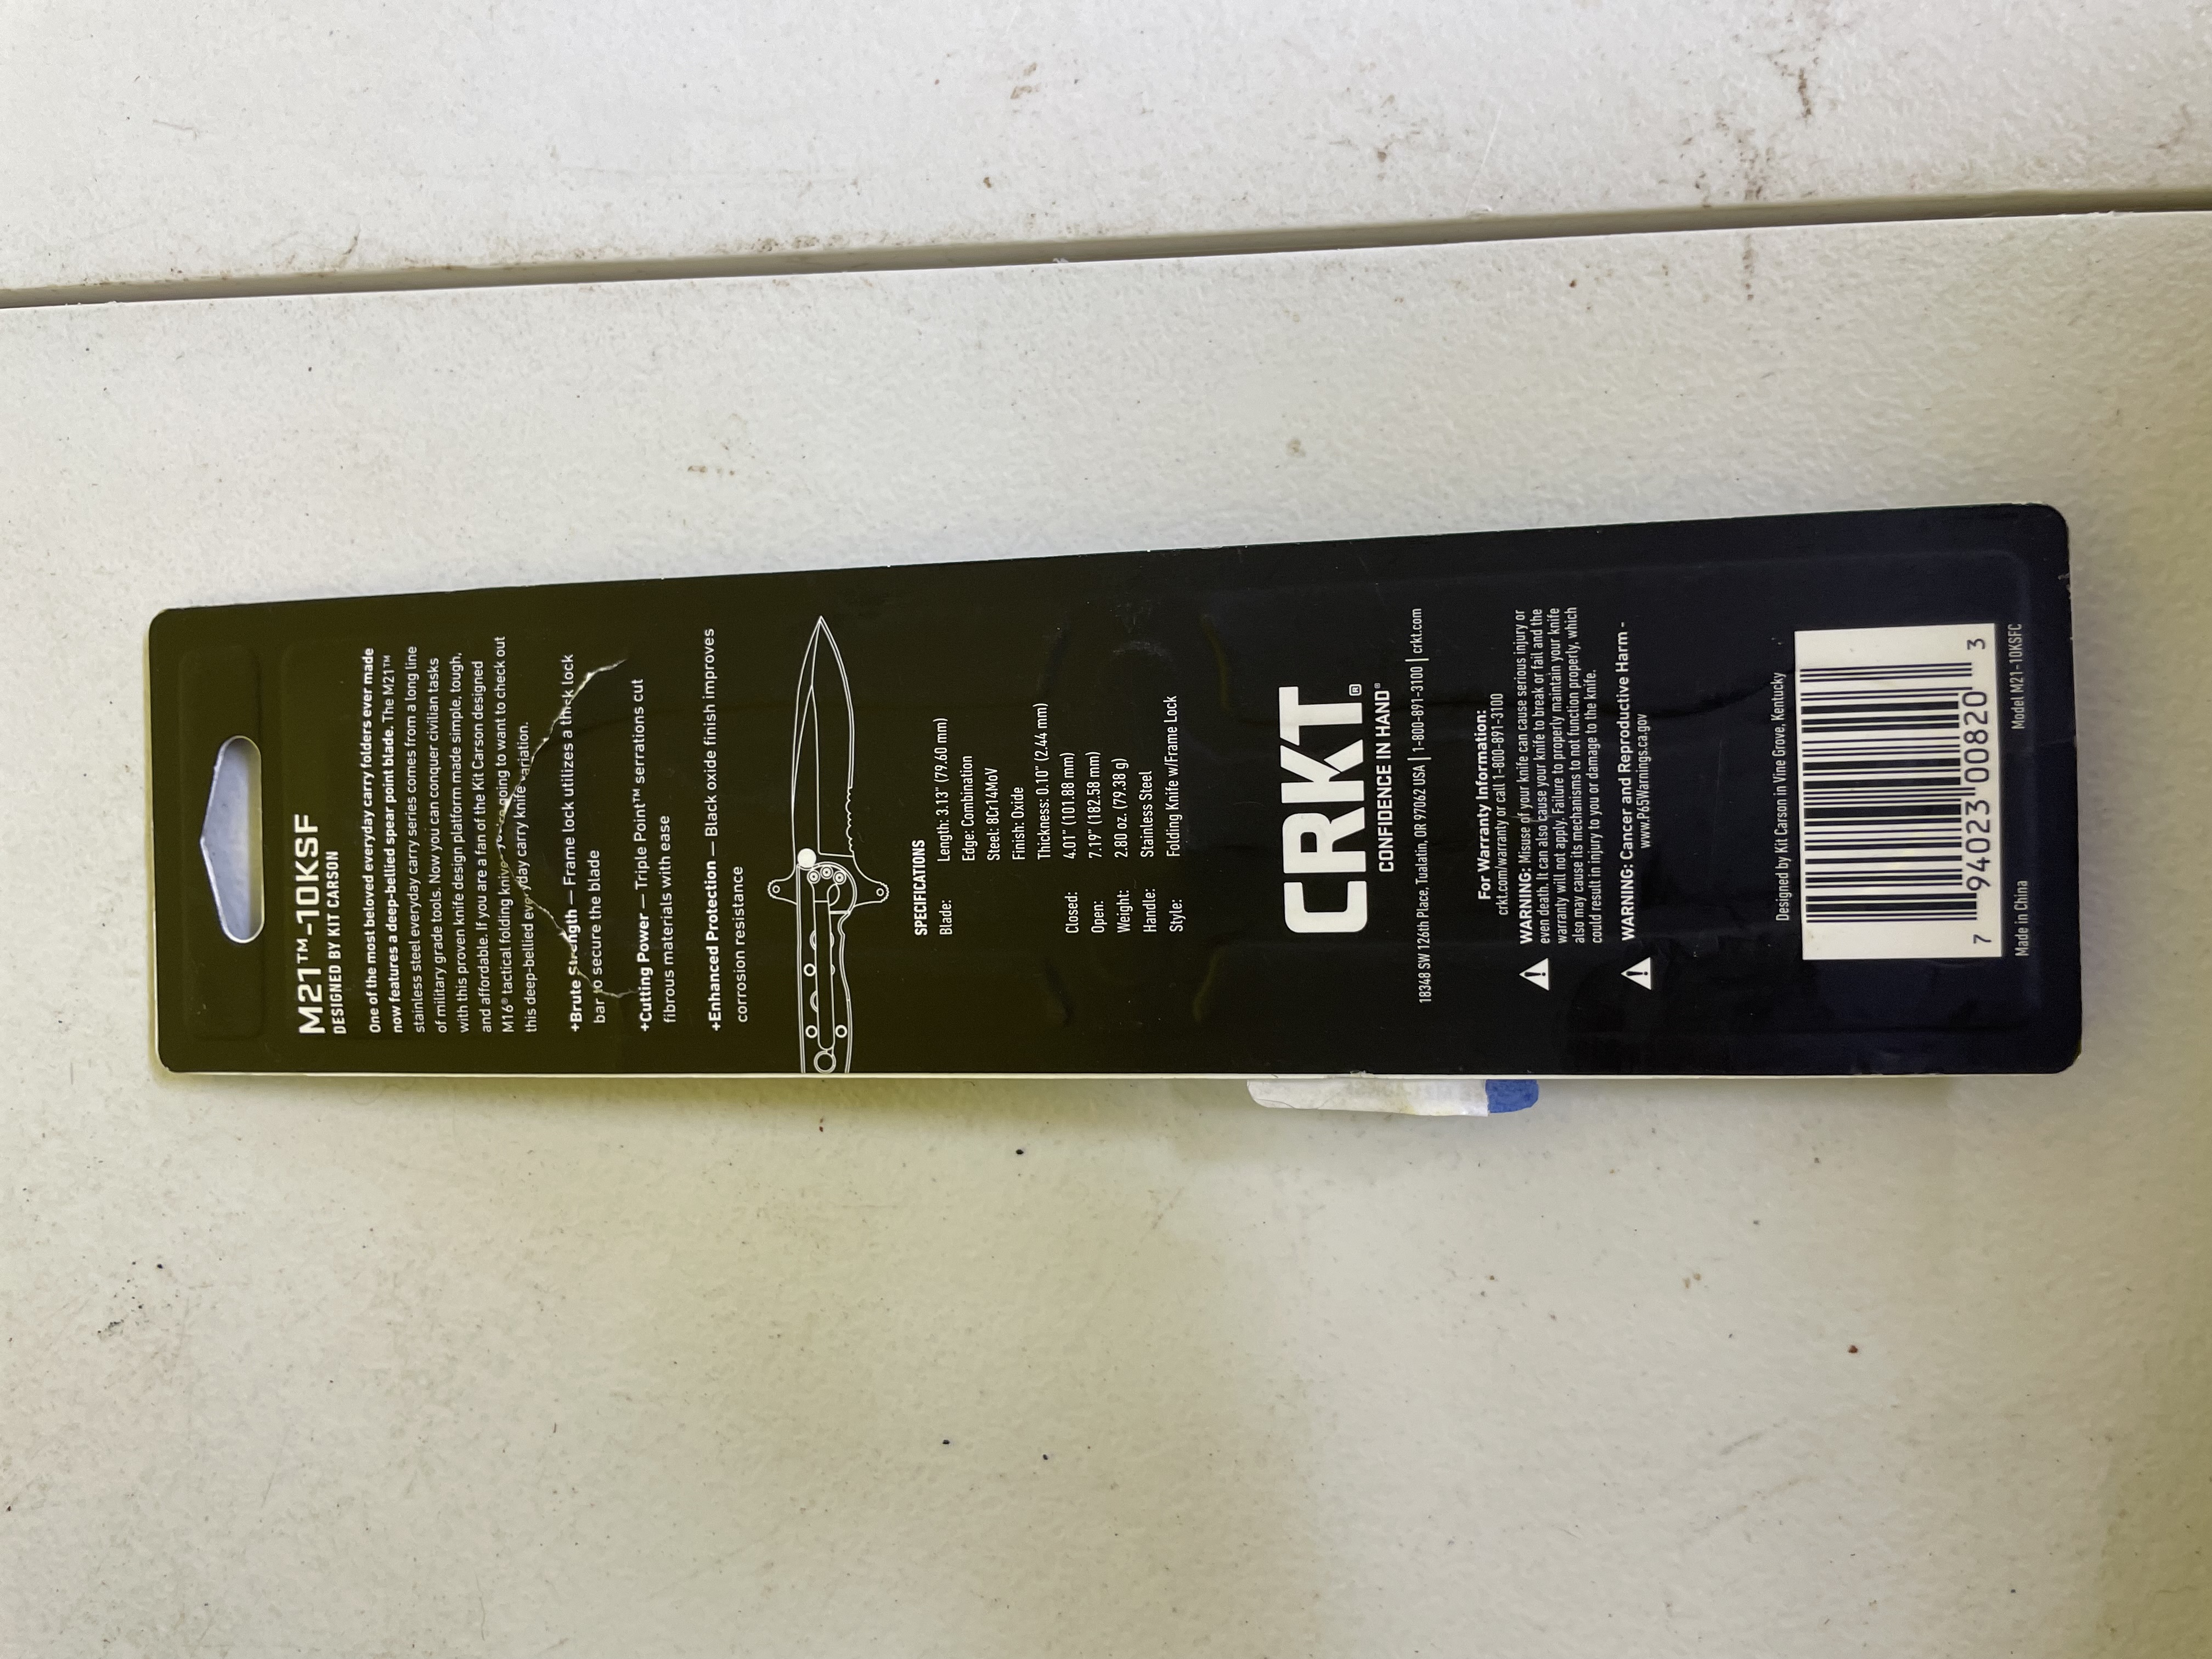 M21™-10KSF
DESIGNED BY KIT CARSON
One of the most beloved everyday carry folders ever made
now features a deep-bellied spear point blade. The M21™
stainless steel everyday carry series comes from a long line
of military grade tools. Now you can conquer civilian tasks
with this proven knife design platform made simple, tough,
and affordable. If you are a fan of the Kit Carson designed
M16® tactical folding knive going to want to check out
this deep-bellied everyday carry knife variation.
+Brute Strength — Frame lock utilizes a thick lock
bar to secure the blade
+Cutting Power — Triple Point™ serrations cut
fibrous materials with ease
+Enhanced Protection — Black oxide finish improves
corrosion resistance
SPECIFICATIONS
Blade: Length: 3.13" (79.60 mm)
Edge: Combination
Steel: 8Cr14MoV
Finish: Oxide
Thickness: 0.10" (2.44 mm)
Closed: 4.01" (101.88 mm)
Open: 7.19" (182.58 mm)
Weight: 2.80 oz. (79.38 g)
Handle: Stainless Steel
Style: Folding Knife w/Frame Lock
CRKT®
CONFIDENCE IN HAND®
18348 SW 126th Place, Tualatin, OR 97062 USA | 1-800-891-3100 | crkt.com
For Warranty Information:
crkt.com/warranty or call 1-800-891-3100
WARNING: Misuse of your knife can cause serious injury or
even death. It can also cause your knife to break or fail and the
warranty will not apply. Failure to properly maintain your knife
also may cause its mechanisms to not function properly, which
could result in injury to you or damage to the knife.
WARNING: Cancer and Reproductive Harm -
www.P65Warnings.ca.gov
Designed by Kit Carson in Vine Grove, Kentucky
7 94023 00820 3
Made in China Model M21-10KSFC